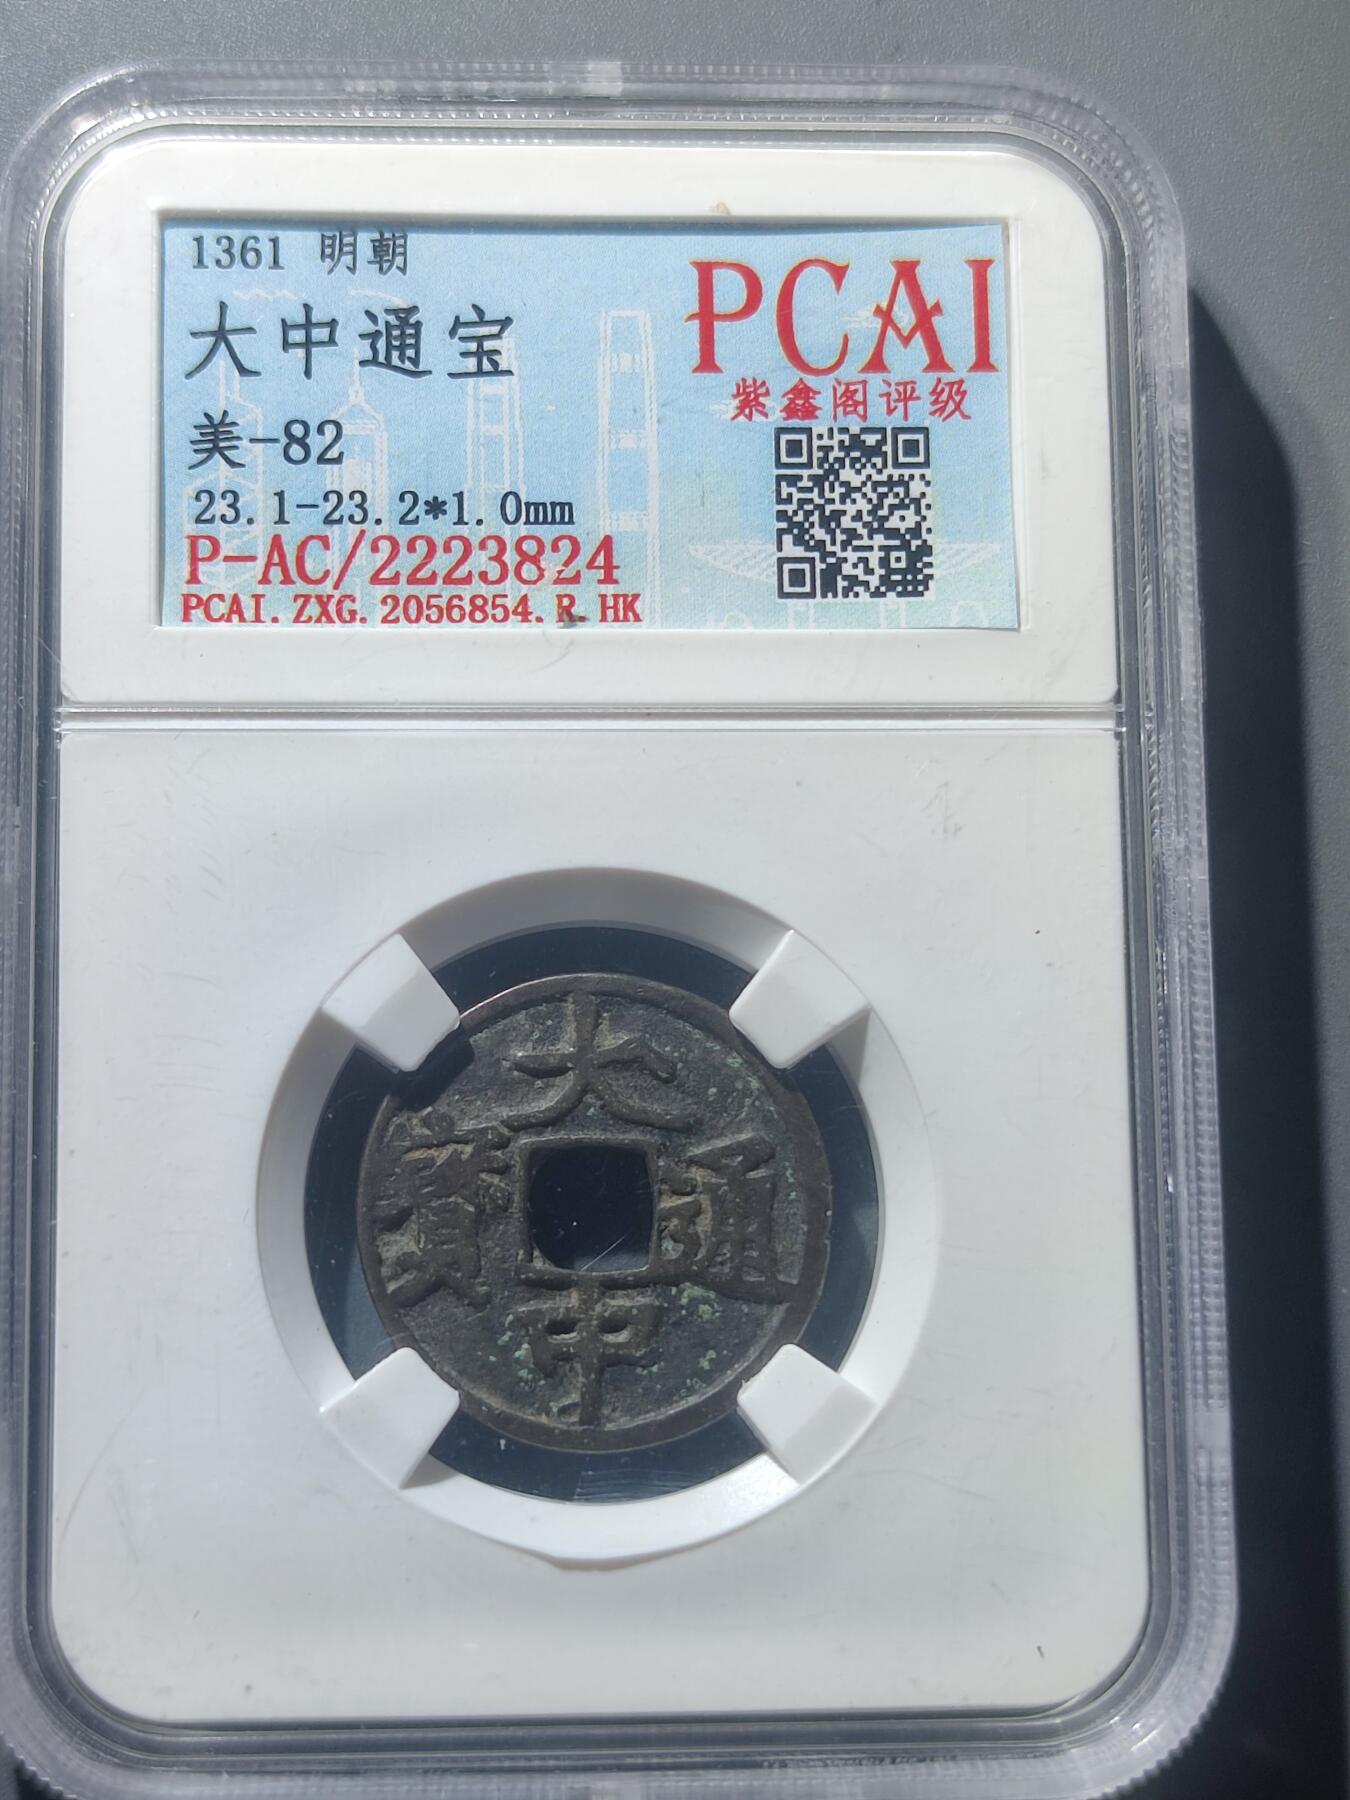 1361 明朝
大中通宝
美-82
23.1-23.2*1.0mm
P-AC/2223824
PCAI.ZXG.2056854.R.HK
PCAI
紫鑫阁评级
大
寳 通
中